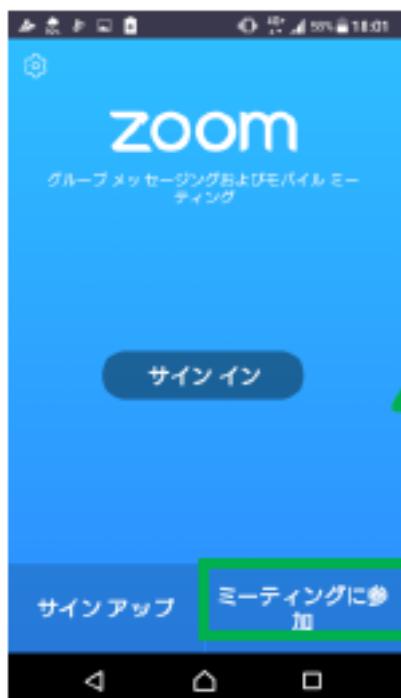 18:01
zoom
グループ メッセージングおよびモバイル ミー
ティング
サイン イン
サイン アップ
ミーティングに参
加